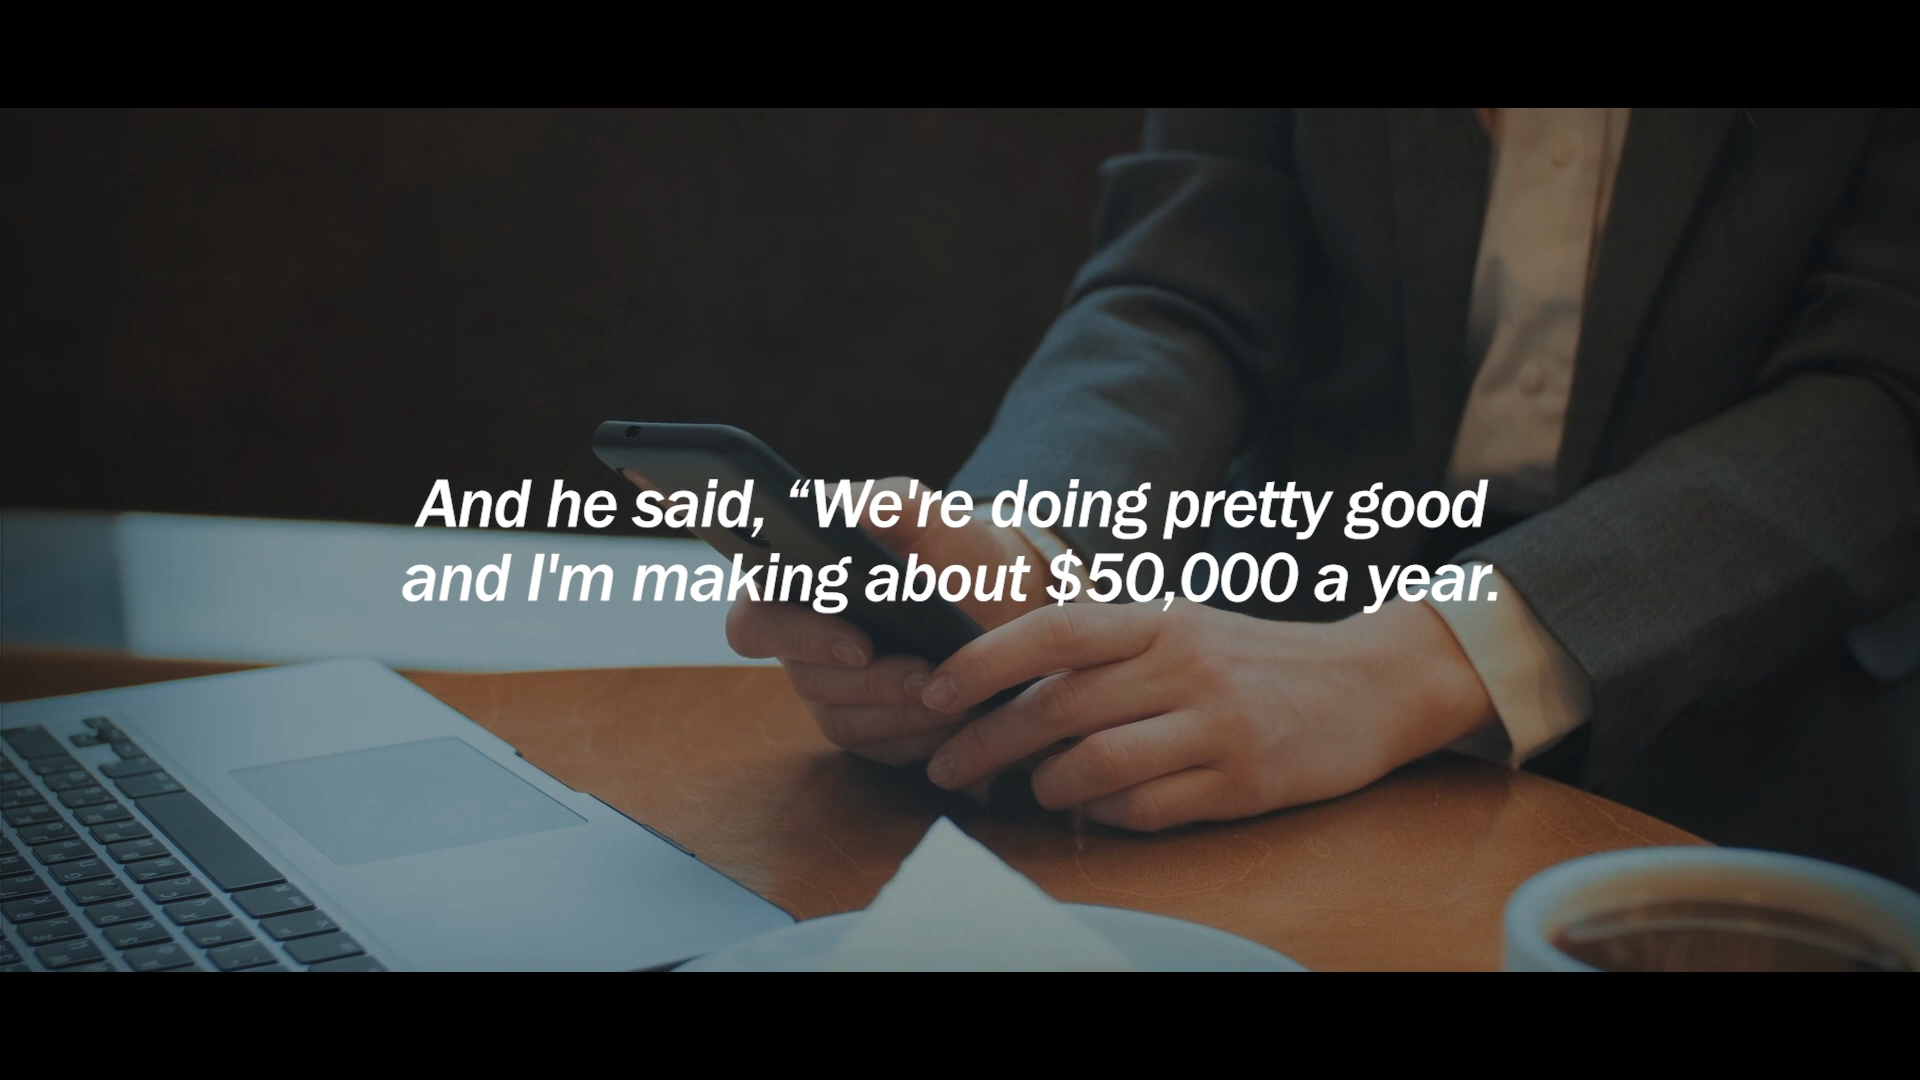 And he said, “We're doing pretty good
and I'm making about $50,000 a year.